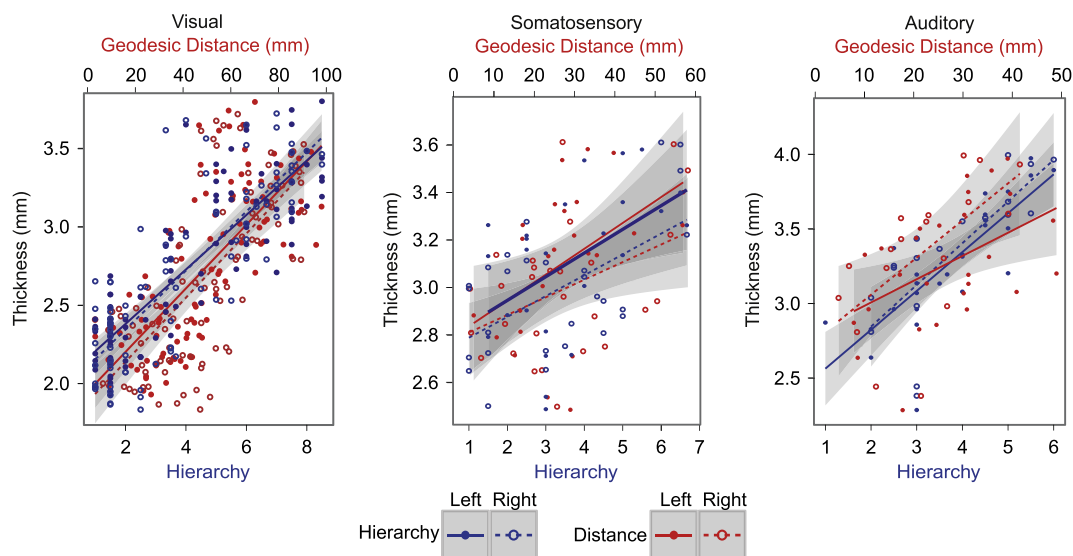 Visual
Geodesic Distance (mm)
0 20 40 60 80 100
Thickness (mm)
3.5
3.0
2.5
2.0
2 4 6 8
Hierarchy
Somatosensory
Geodesic Distance (mm)
0 10 20 30 40 50 60
Thickness (mm)
3.6
3.4
3.2
3.0
2.8
2.6
1 2 3 4 5 6 7
Hierarchy
Auditory
Geodesic Distance (mm)
0 10 20 30 40 50
Thickness (mm)
4.0
3.5
3.0
2.5
1 2 3 4 5 6
Hierarchy
Left Right
Hierarchy
Left Right
Distance